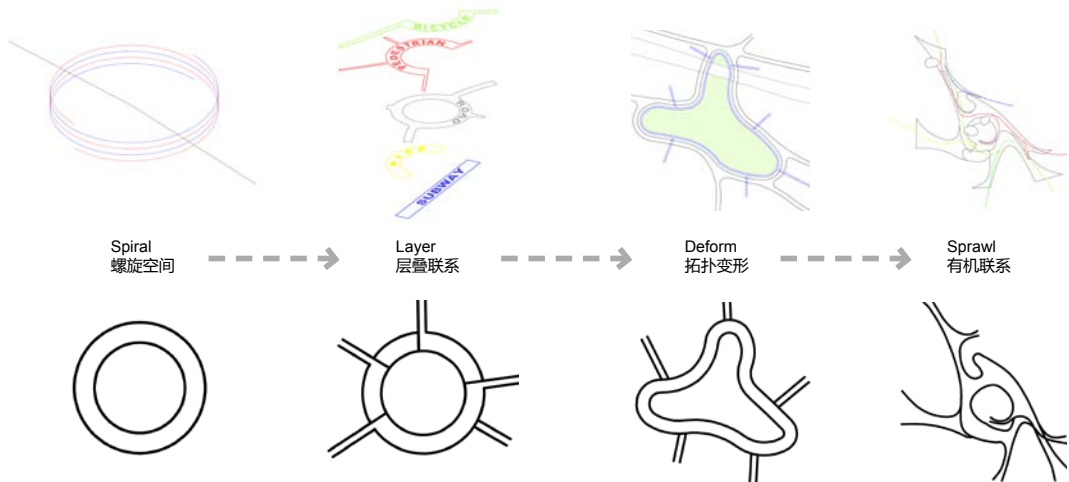 BICYCLE
PEDESTRIAN
ROAD
SUBWAY
Spiral
螺旋空间
Layer
层叠联系
Deform
拓扑变形
Sprawl
有机联系